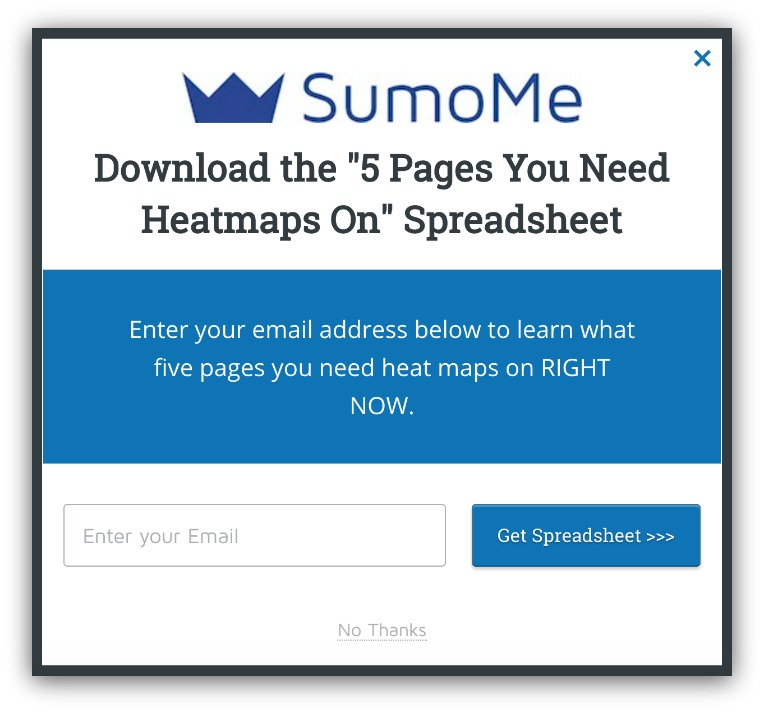 SumoMe
Download the "5 Pages You Need
Heatmaps On" Spreadsheet
Enter your email address below to learn what
five pages you need heat maps on RIGHT
NOW.
Enter your Email
Get Spreadsheet >>>
No Thanks